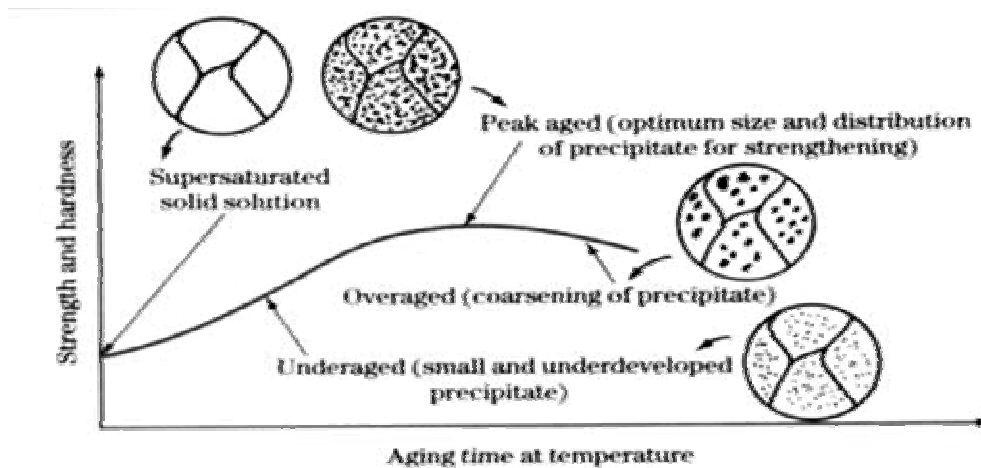 Peak aged (optimum size and distribution
of precipitate for strengthening)
Supersaturated
solid solution
Strength and hardness
Overaged (coarsening of precipitate)
Underaged (small and underdeveloped
precipitate)
Aging time at temperature